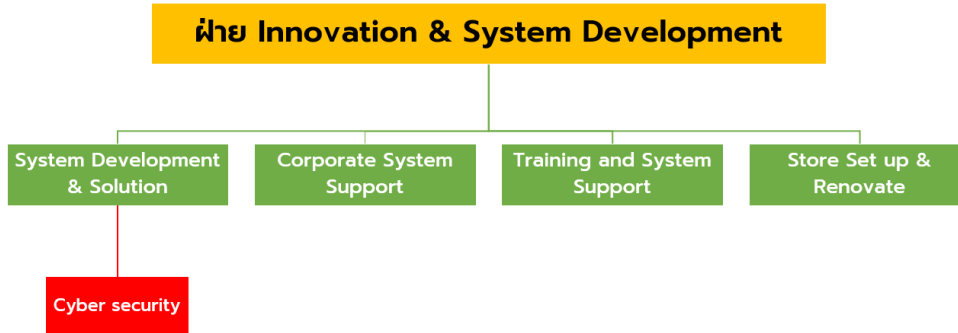 ฝ่าย Innovation & System Development
System Development
& Solution
Corporate System
Support
Training and System
Support
Store Set up &
Renovate
Cyber security